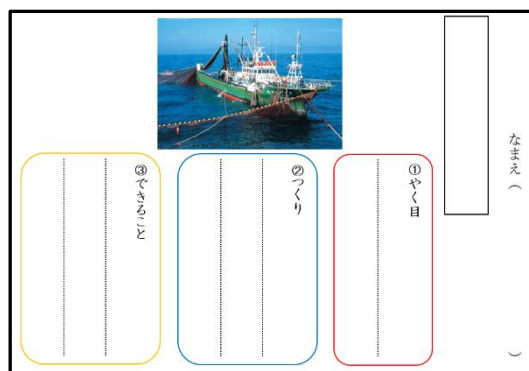 なまえ（　　　）
①やく目
②つくり
③できること